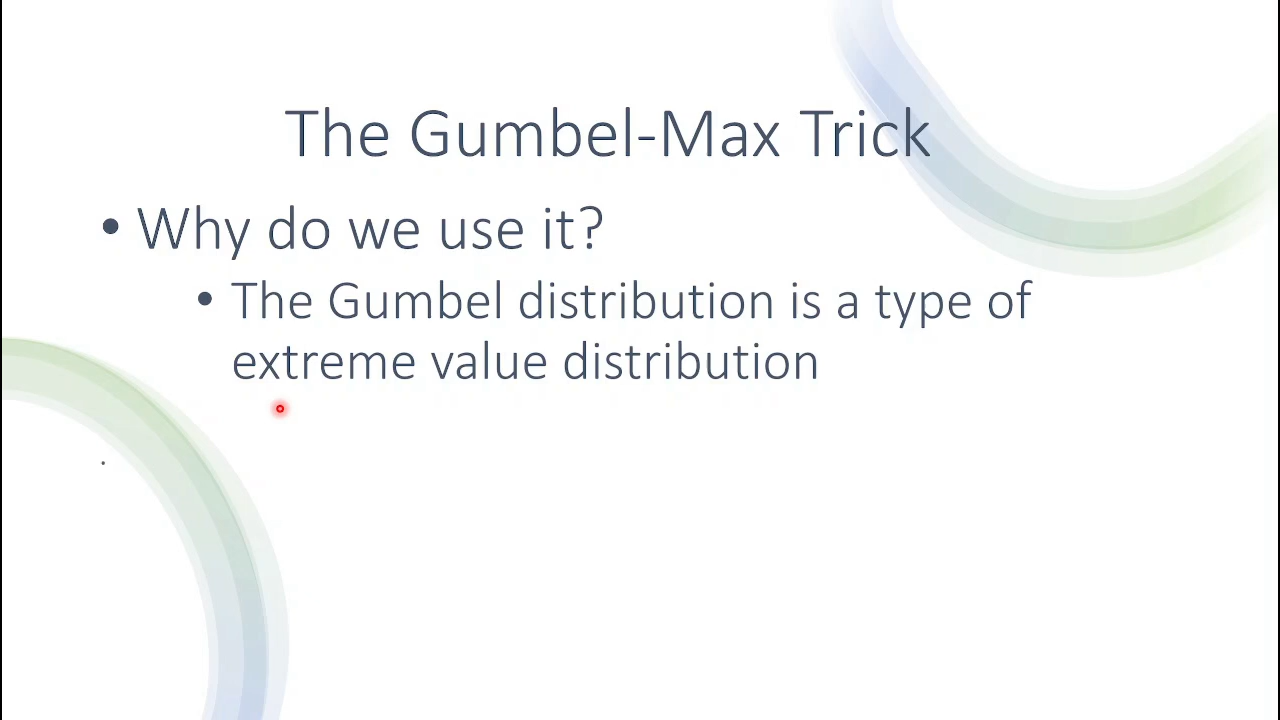 The Gumbel-Max Trick
• Why do we use it?
• The Gumbel distribution is a type of
extreme value distribution